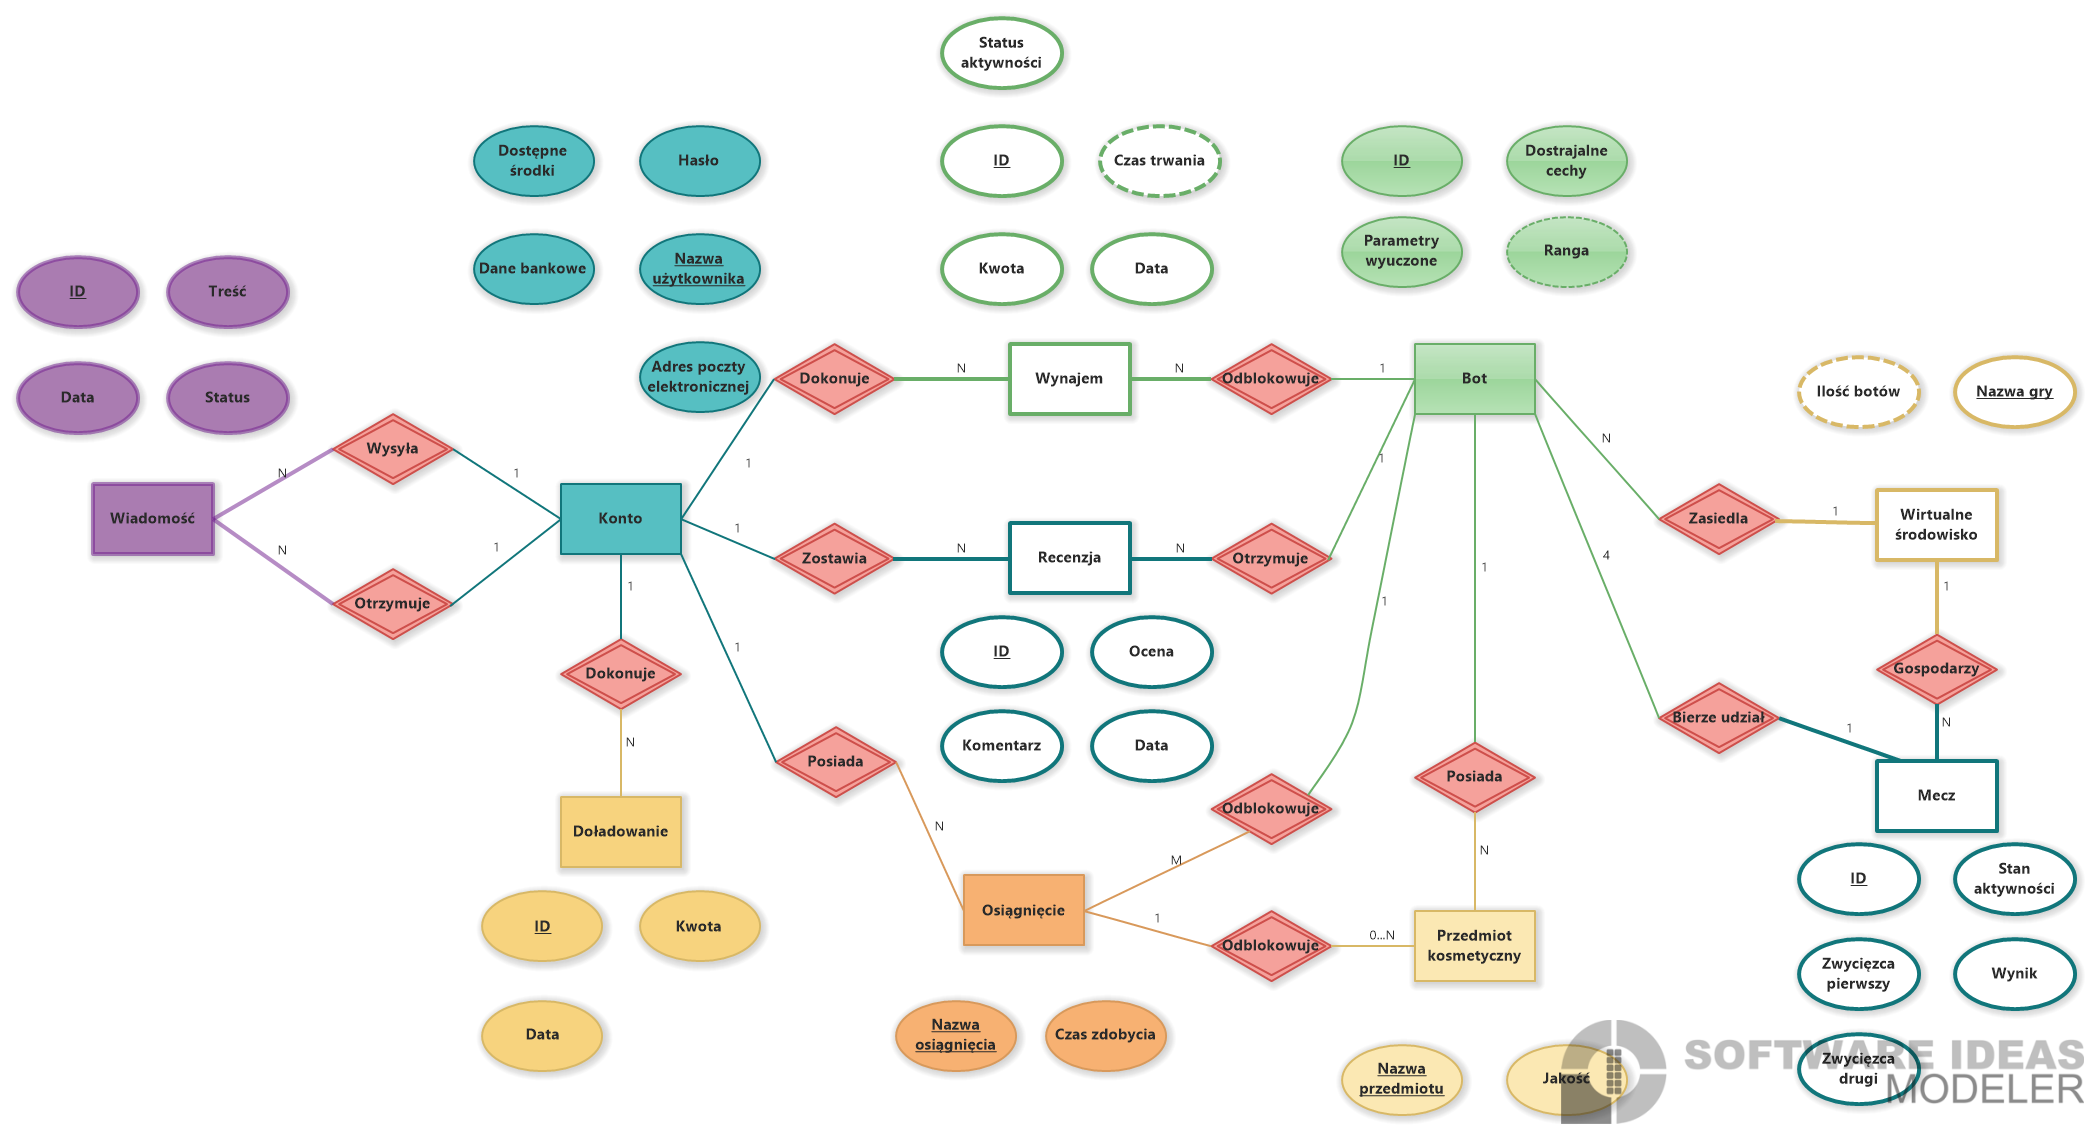 Status
aktywności
Dostępne
środki
Hasło
ID
Czas trwania
ID
Dostrajalne
cechy
Dane bankowe
Nazwa
użytkownika
Kwota
Data
Parametry
wyuczone
Ranga
ID
Treść
Data
Status
Adres poczty
elektronicznej
Dokonuje
N
Wynajem
N
Odblokowuje
1
Bot
Ilość botów
Nazwa gry
Wysyła
N
1
1
1
N
Wiadomość
Konto
N
1
Otrzymuje
1
Zostawia
N
Recenzja
N
Otrzymuje
Zasiedla
1
Wirtualne
środowisko
1
1
1
4
1
Dokonuje
N
1
ID
Ocena
Komentarz
Data
Gospodarzy
N
Bierze udział
1
Mecz
Posiada
N
Odblokowuje
M
Posiada
N
Doładowanie
ID
Kwota
Data
Osiągnięcie
1
Odblokowuje
0...N
Przedmiot
kosmetyczny
Nazwa
osiągnięcia
Czas zdobycia
Nazwa
przedmiotu
Jakość
ID
Stan
aktywności
Zwycięzca
pierwszy
Wynik
Zwycięzca
drugi
SOFTWARE IDEAS
MODELER